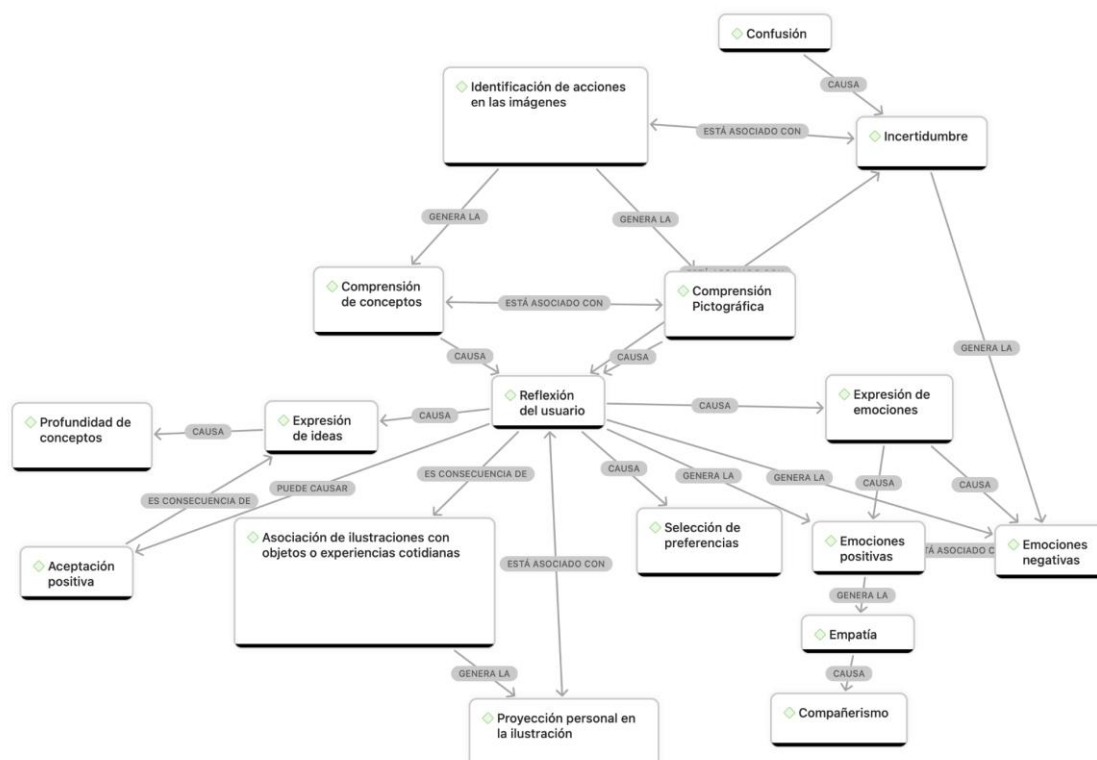 Confusión
Identificación de acciones
en las imágenes
CAUSA
ESTÁ ASOCIADO CON
Incertidumbre
GENERA LA
GENERA LA
Comprensión
de conceptos
ESTÁ ASOCIADO CON
ESTÁ ASOCIADO CON
Comprensión
Pictográfica
GENERA LA
CAUSA
CAUSA
Profundidad de
conceptos
CAUSA
Expresión
de ideas
CAUSA
Reflexión
del usuario
CAUSA
Expresión de
emociones
ES CONSECUENCIA DE
PUEDE CAUSAR
ES CONSECUENCIA DE
CAUSA
GENERA LA
GENERA LA
CAUSA
CAUSA
Aceptación
positiva
Asociación de ilustraciones con
objetos o experiencias cotidianas
ESTÁ ASOCIADO CON
Selección de
preferencias
Emociones
positivas
Emociones
negativas
GENERA LA
Empatía
CAUSA
Compañerismo
GENERA LA
Proyección personal en
la ilustración